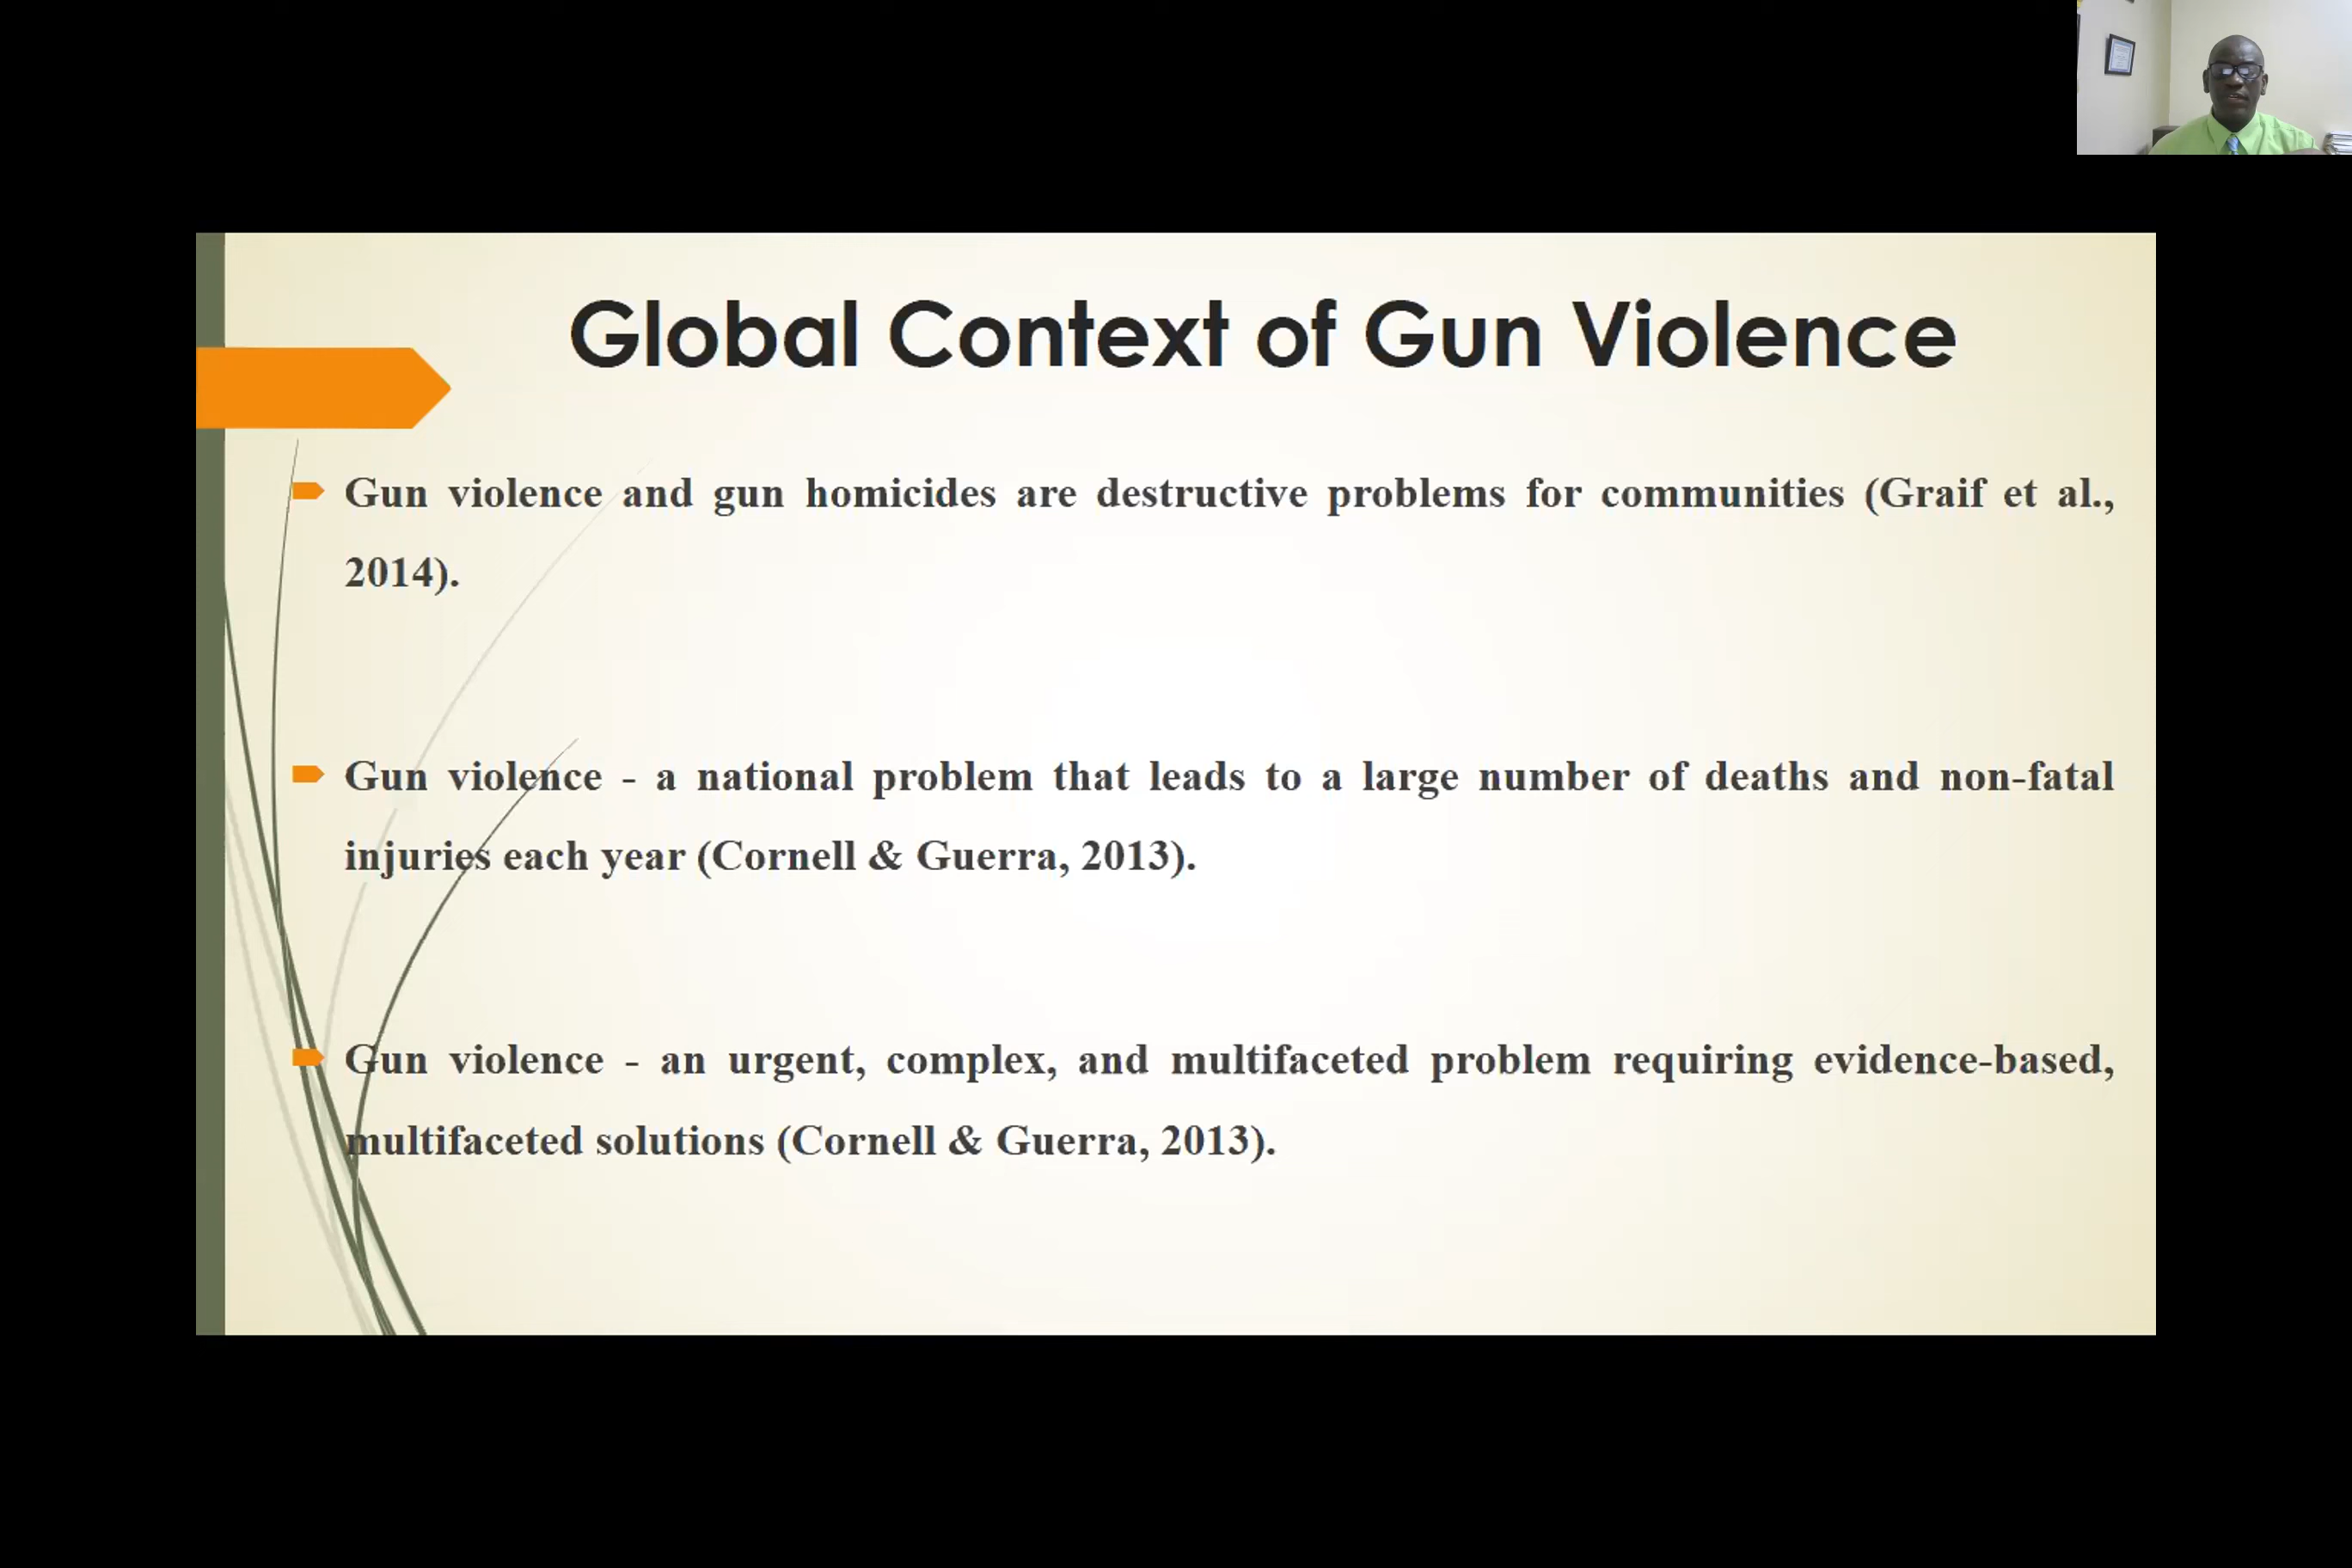 Global Context of Gun Violence
Gun violence and gun homicides are destructive problems for communities (Graif et al.,
2014).
Gun violence - a national problem that leads to a large number of deaths and non-fatal
injuries each year (Cornell & Guerra, 2013).
Gun violence - an urgent, complex, and multifaceted problem requiring evidence-based,
multifaceted solutions (Cornell & Guerra, 2013).